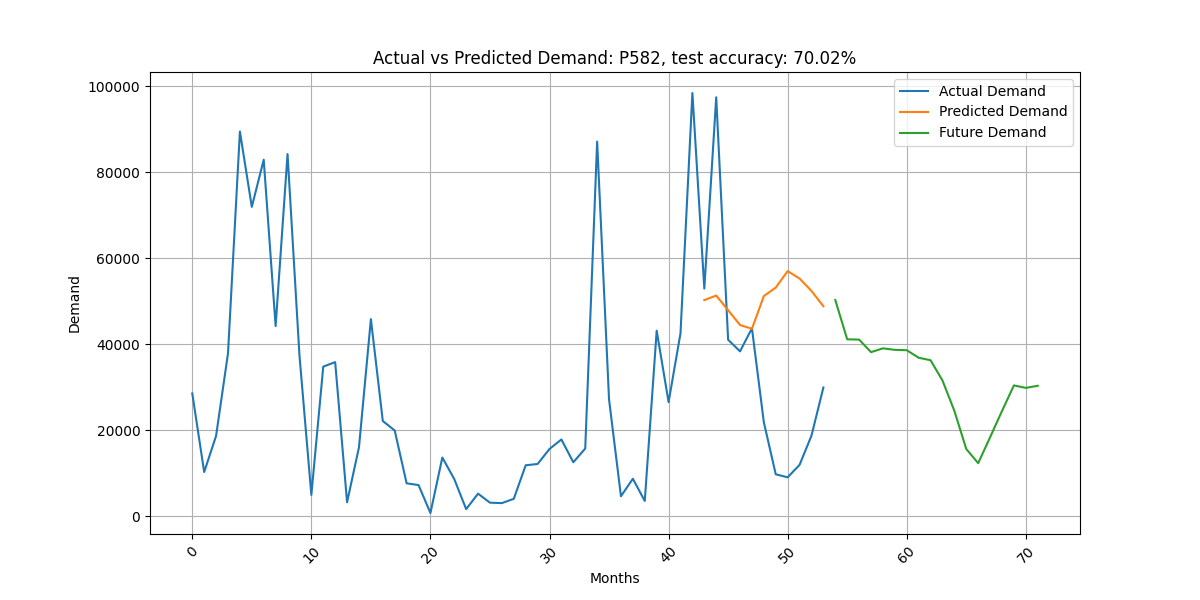 Actual vs Predicted Demand: P582, test accuracy: 70.02%
100000
80000
60000
40000
20000
0
Demand
Actual Demand
Predicted Demand
Future Demand
0
10
20
30
40
50
60
70
Months